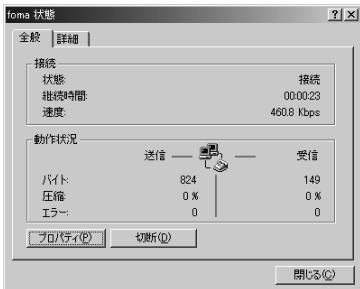 foma 状態
全般 詳細
接続
状態: 接続
継続時間: 00:00:23
速度: 460.8 Kbps
動作状況
送信 受信
バイト: 824 149
圧縮: 0 % 0 %
エラー: 0 0
プロパティ(P) 切断(D)
閉じる(C)